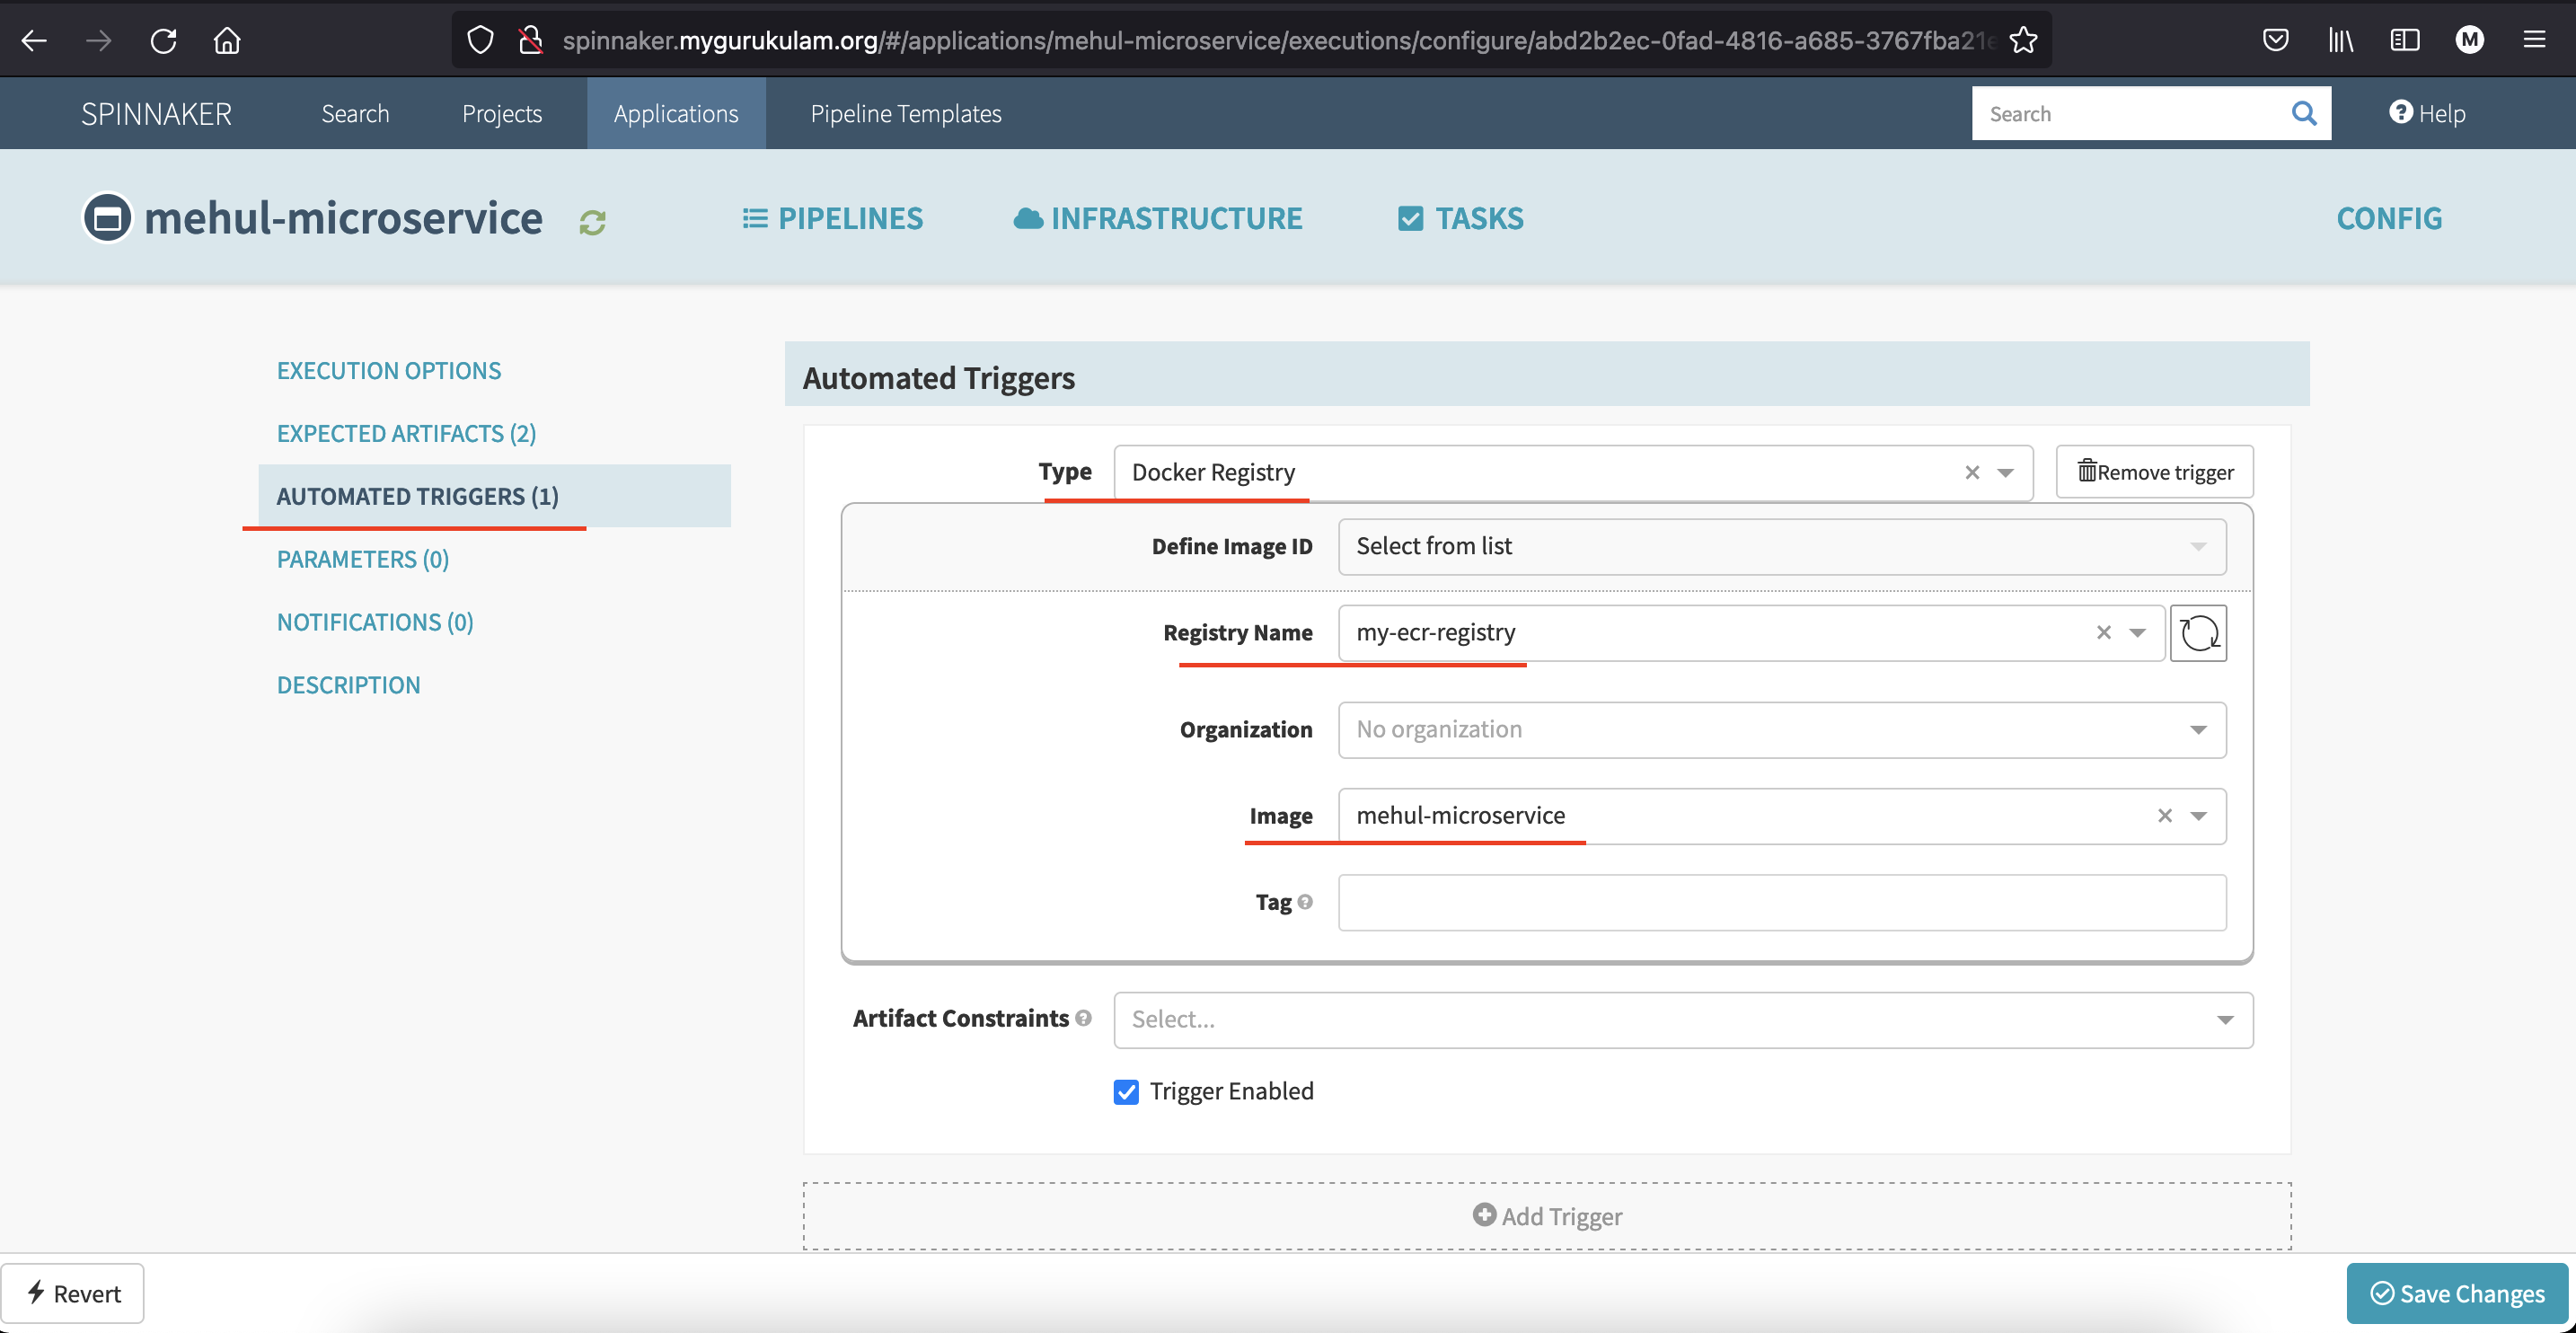 spinnaker.mygurukulam.org/#/applications/mehul-microservice/executions/configure/abd2b2ec-0fad-4816-a685-3767fba21e
M
SPINNAKER Search Projects Applications Pipeline Templates Search Help
mehul-microservice PIPELINES INFRASTRUCTURE TASKS CONFIG
EXECUTION OPTIONS
EXPECTED ARTIFACTS (2)
AUTOMATED TRIGGERS (1)
PARAMETERS (0)
NOTIFICATIONS (0)
DESCRIPTION
Automated Triggers
Type Docker Registry Remove trigger
Define Image ID Select from list
Registry Name my-ecr-registry
Organization No organization
Image mehul-microservice
Tag
Artifact Constraints Select...
Trigger Enabled
Add Trigger
Revert Save Changes